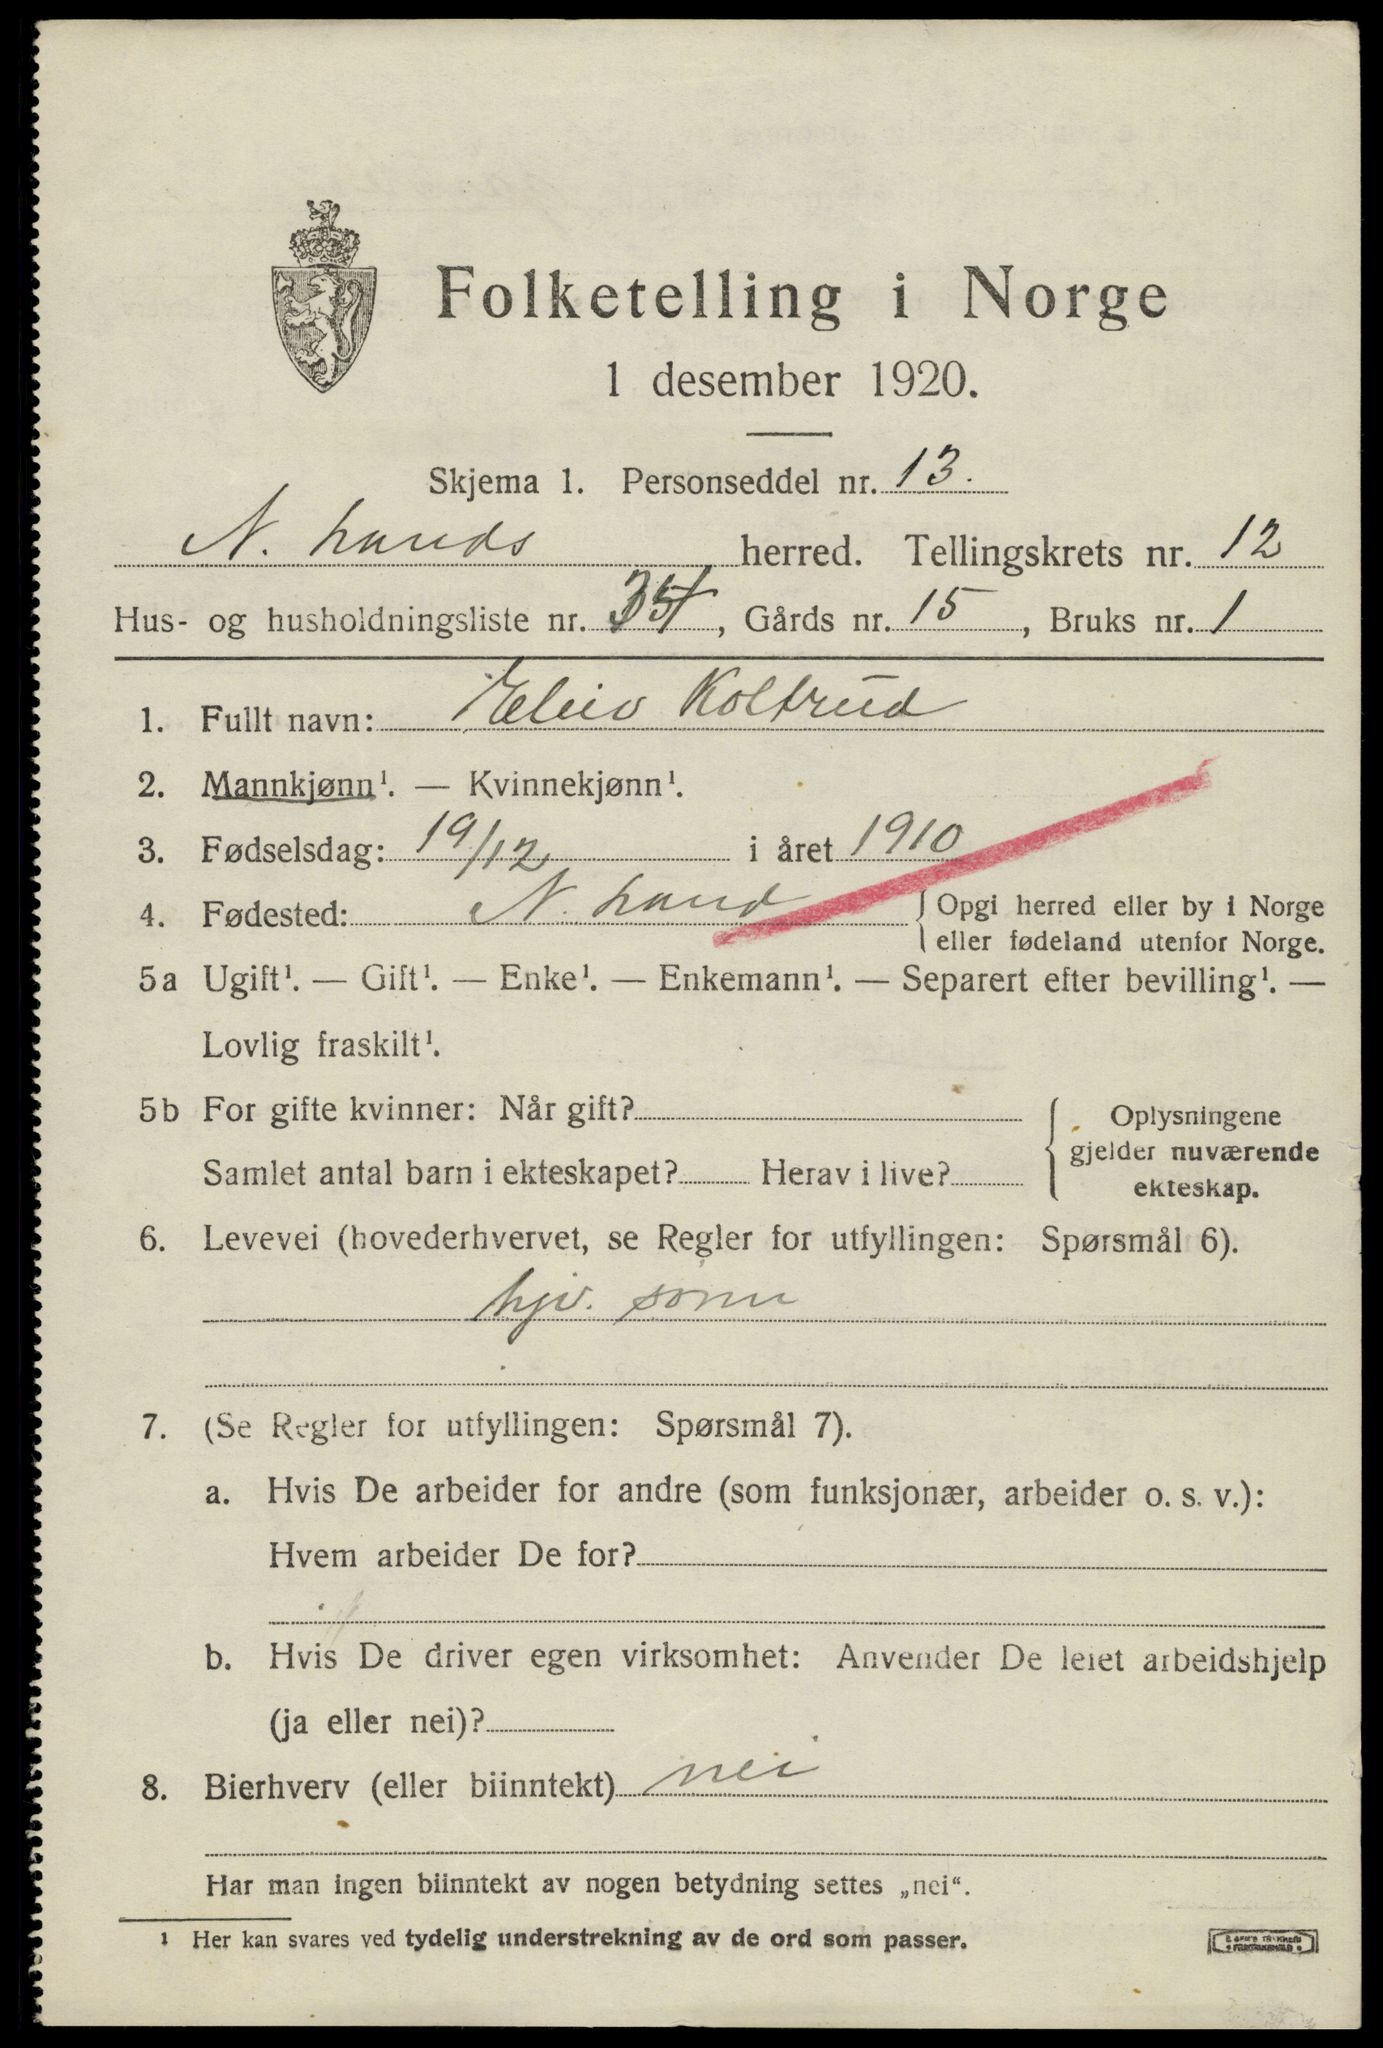 Folketelling i Norge
1 desember 1920.
Skjema 1. Personseddel nr. 13.
N. Lands herred. Tellingskrets nr. 12
Hus- og husholdningsliste nr. , Gårds nr. 15, Bruks nr. 1
1. Fullt navn: Eleiv Koltrud
2. Mannkjønn¹. — Kvinnekjønn¹.
3. Fødselsdag: 19/12 i året 1910
4. Fødested: N. Land {Opgi herred eller by i Norge
eller fødeland utenfor Norge.
5a Ugift¹. — Gift¹. — Enke¹. — Enkemann¹. — Separert efter bevilling¹. —
Lovlig fraskilt¹.
5b For gifte kvinner: Når gift?
Samlet antal barn i ekteskapet? Herav i live?
Oplysningene
gjelder nuværende
ekteskap.
6. Levevei (hovederhvervet, se Regler for utfyllingen: Spørsmål 6).
hjv. sønn
7. (Se Regler for utfyllingen: Spørsmål 7).
a. Hvis De arbeider for andre (som funksjonær, arbeider o. s. v.):
Hvem arbeider De for?
b. Hvis De driver egen virksomhet: Anvender De leiet arbeidshjelp
(ja eller nei)?
8. Bierhverv (eller biinntekt) nei
Har man ingen biinntekt av nogen betydning settes „nei“.
1 Her kan svares ved tydelig understrekning av de ord som passer.